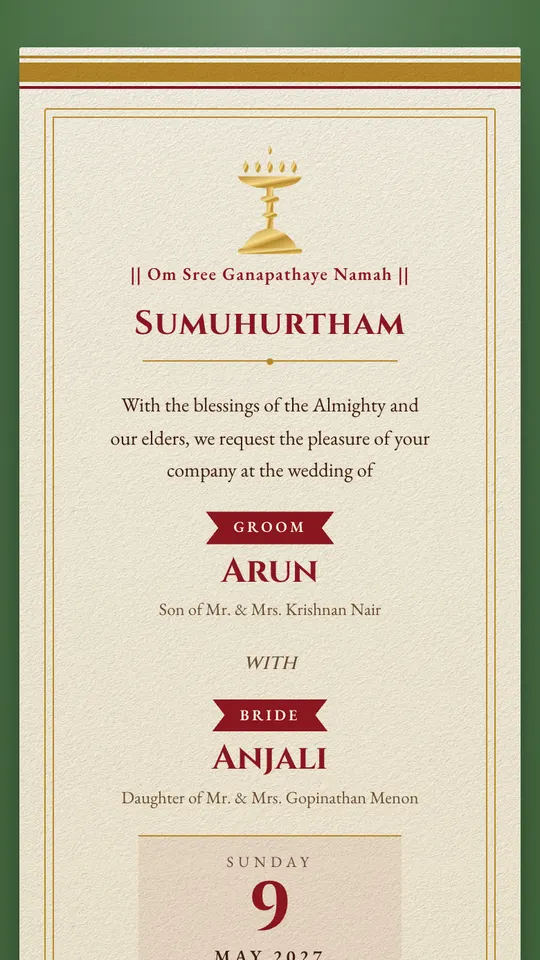 || Om Sree Ganapathaye Namah ||
Sumuhurtham
With the blessings of the Almighty and
our elders, we request the pleasure of your
company at the wedding of
GROOM
Arun
Son of Mr. & Mrs. Krishnan Nair
WITH
BRIDE
Anjali
Daughter of Mr. & Mrs. Gopinathan Menon
SUNDAY
9
MAY 2027